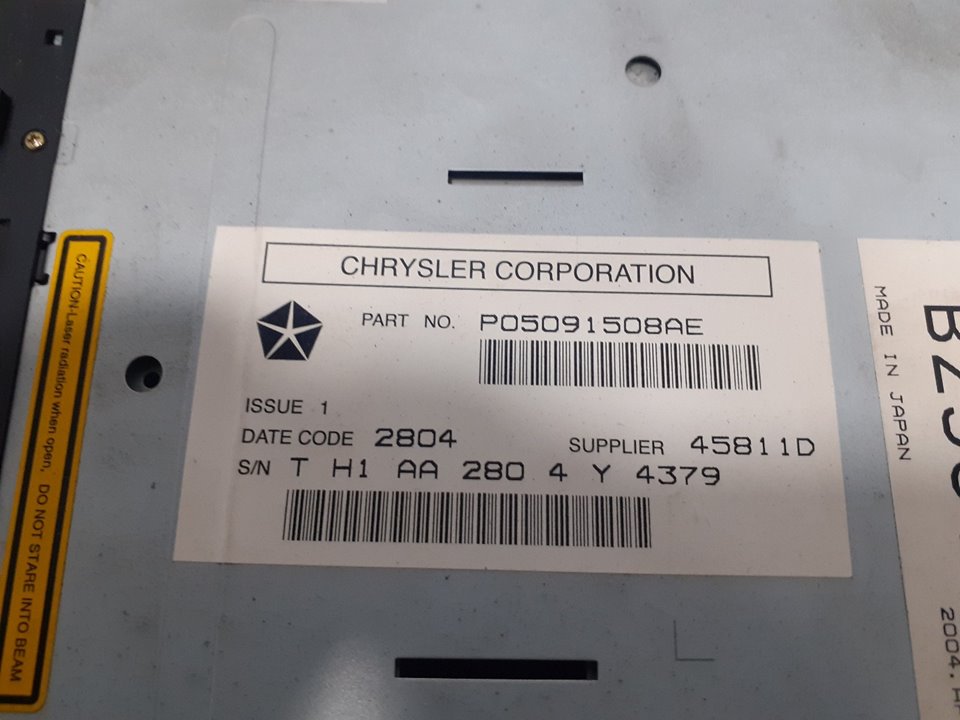 CHRYSLER CORPORATION
PART NO. P05091508AE
ISSUE 1
DATE CODE 2804
SUPPLIER 45811D
S/N T H1 AA 280 4 Y 4379
CAUTION-Laser radiation when open, DO NOT STARE INTO BEAM
MADE IN JAPAN